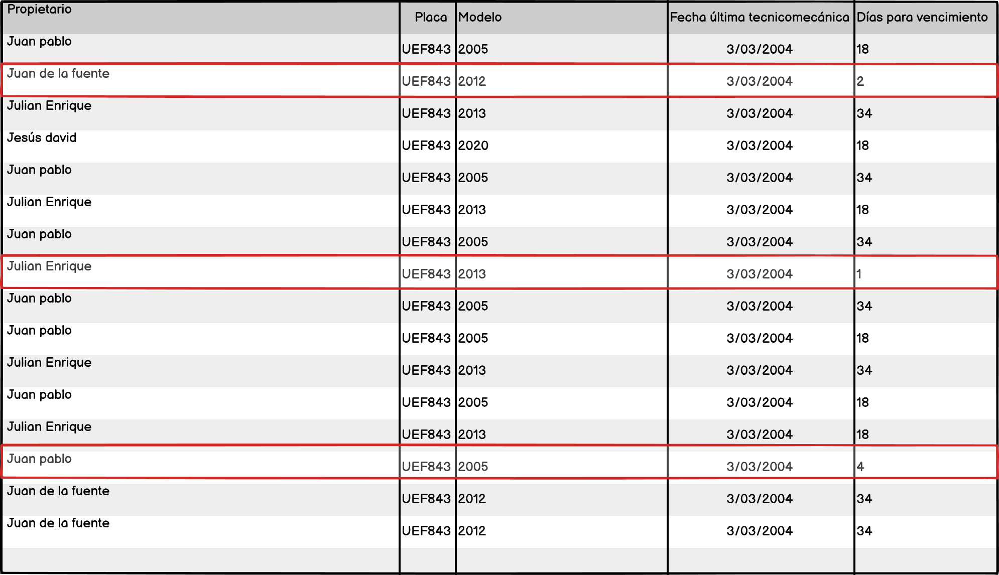 Propietario Placa Modelo Fecha última tecnicomecánica Días para vencimiento
Juan pablo UEF843 2005 3/03/2004 18
Juan de la fuente UEF843 2012 3/03/2004 2
Julian Enrique UEF843 2013 3/03/2004 34
Jesús david UEF843 2020 3/03/2004 18
Juan pablo UEF843 2005 3/03/2004 34
Julian Enrique UEF843 2013 3/03/2004 18
Juan pablo UEF843 2005 3/03/2004 34
Julian Enrique UEF843 2013 3/03/2004 1
Juan pablo UEF843 2005 3/03/2004 34
Juan pablo UEF843 2005 3/03/2004 18
Julian Enrique UEF843 2013 3/03/2004 34
Juan pablo UEF843 2005 3/03/2004 18
Julian Enrique UEF843 2013 3/03/2004 18
Juan pablo UEF843 2005 3/03/2004 4
Juan de la fuente UEF843 2012 3/03/2004 34
Juan de la fuente UEF843 2012 3/03/2004 34